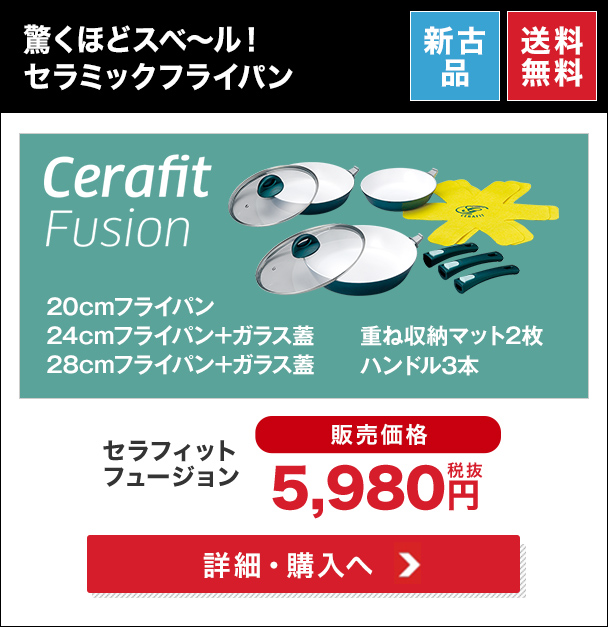 驚くほどスベ〜ル！
セラミックフライパン
新古
品
送料
無料
Cerafit
Fusion
CERAFIT
20cmフライパン
24cmフライパン＋ガラス蓋
28cmフライパン＋ガラス蓋
重ね収納マット2枚
ハンドル3本
セラフィット
フュージョン
販売価格
5,980円
税抜
詳細・購入へ